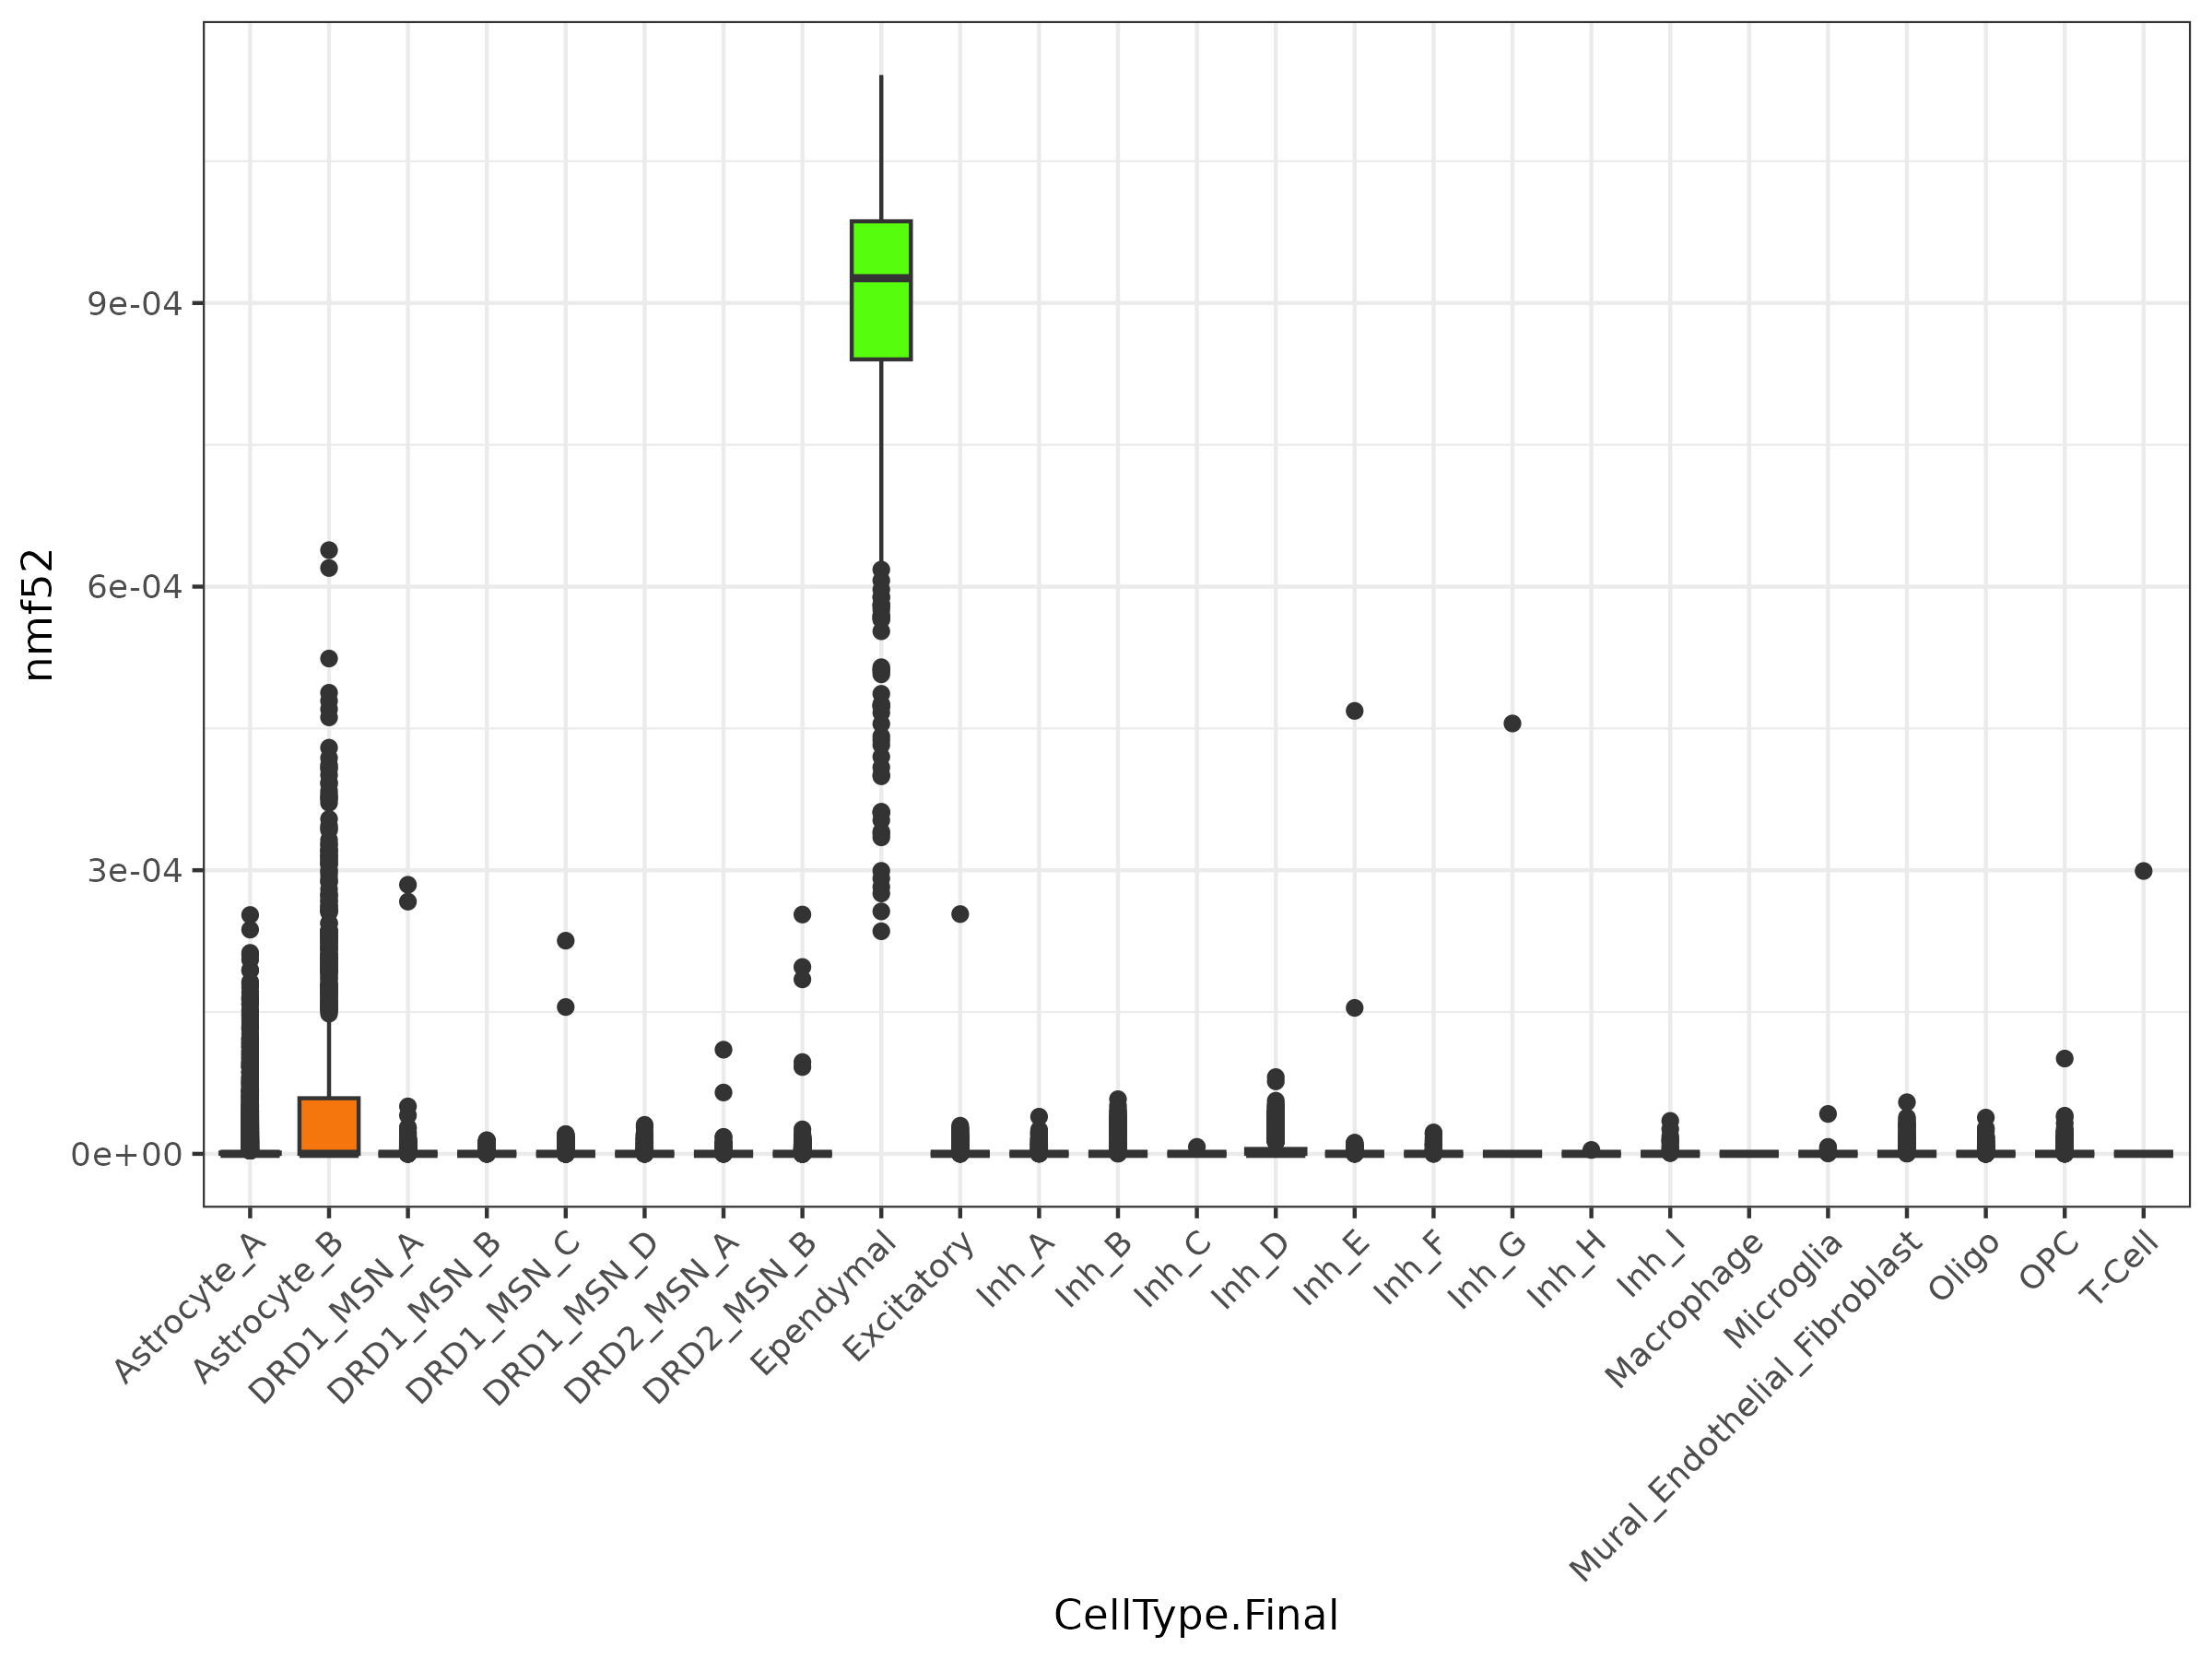 nmf52
9e-04
6e-04
3e-04
0e+00
Astrocyte_A
Astrocyte_B
DRD1_MSN_A
DRD1_MSN_B
DRD1_MSN_C
DRD1_MSN_D
DRD2_MSN_A
DRD2_MSN_B
Ependymal
Excitatory
Inh_A
Inh_B
Inh_C
Inh_D
Inh_E
Inh_F
Inh_G
Inh_H
Inh_I
Macrophage
Microglia
Mural_Endothelial_Fibroblast
Oligo
OPC
T-Cell
CellType.Final